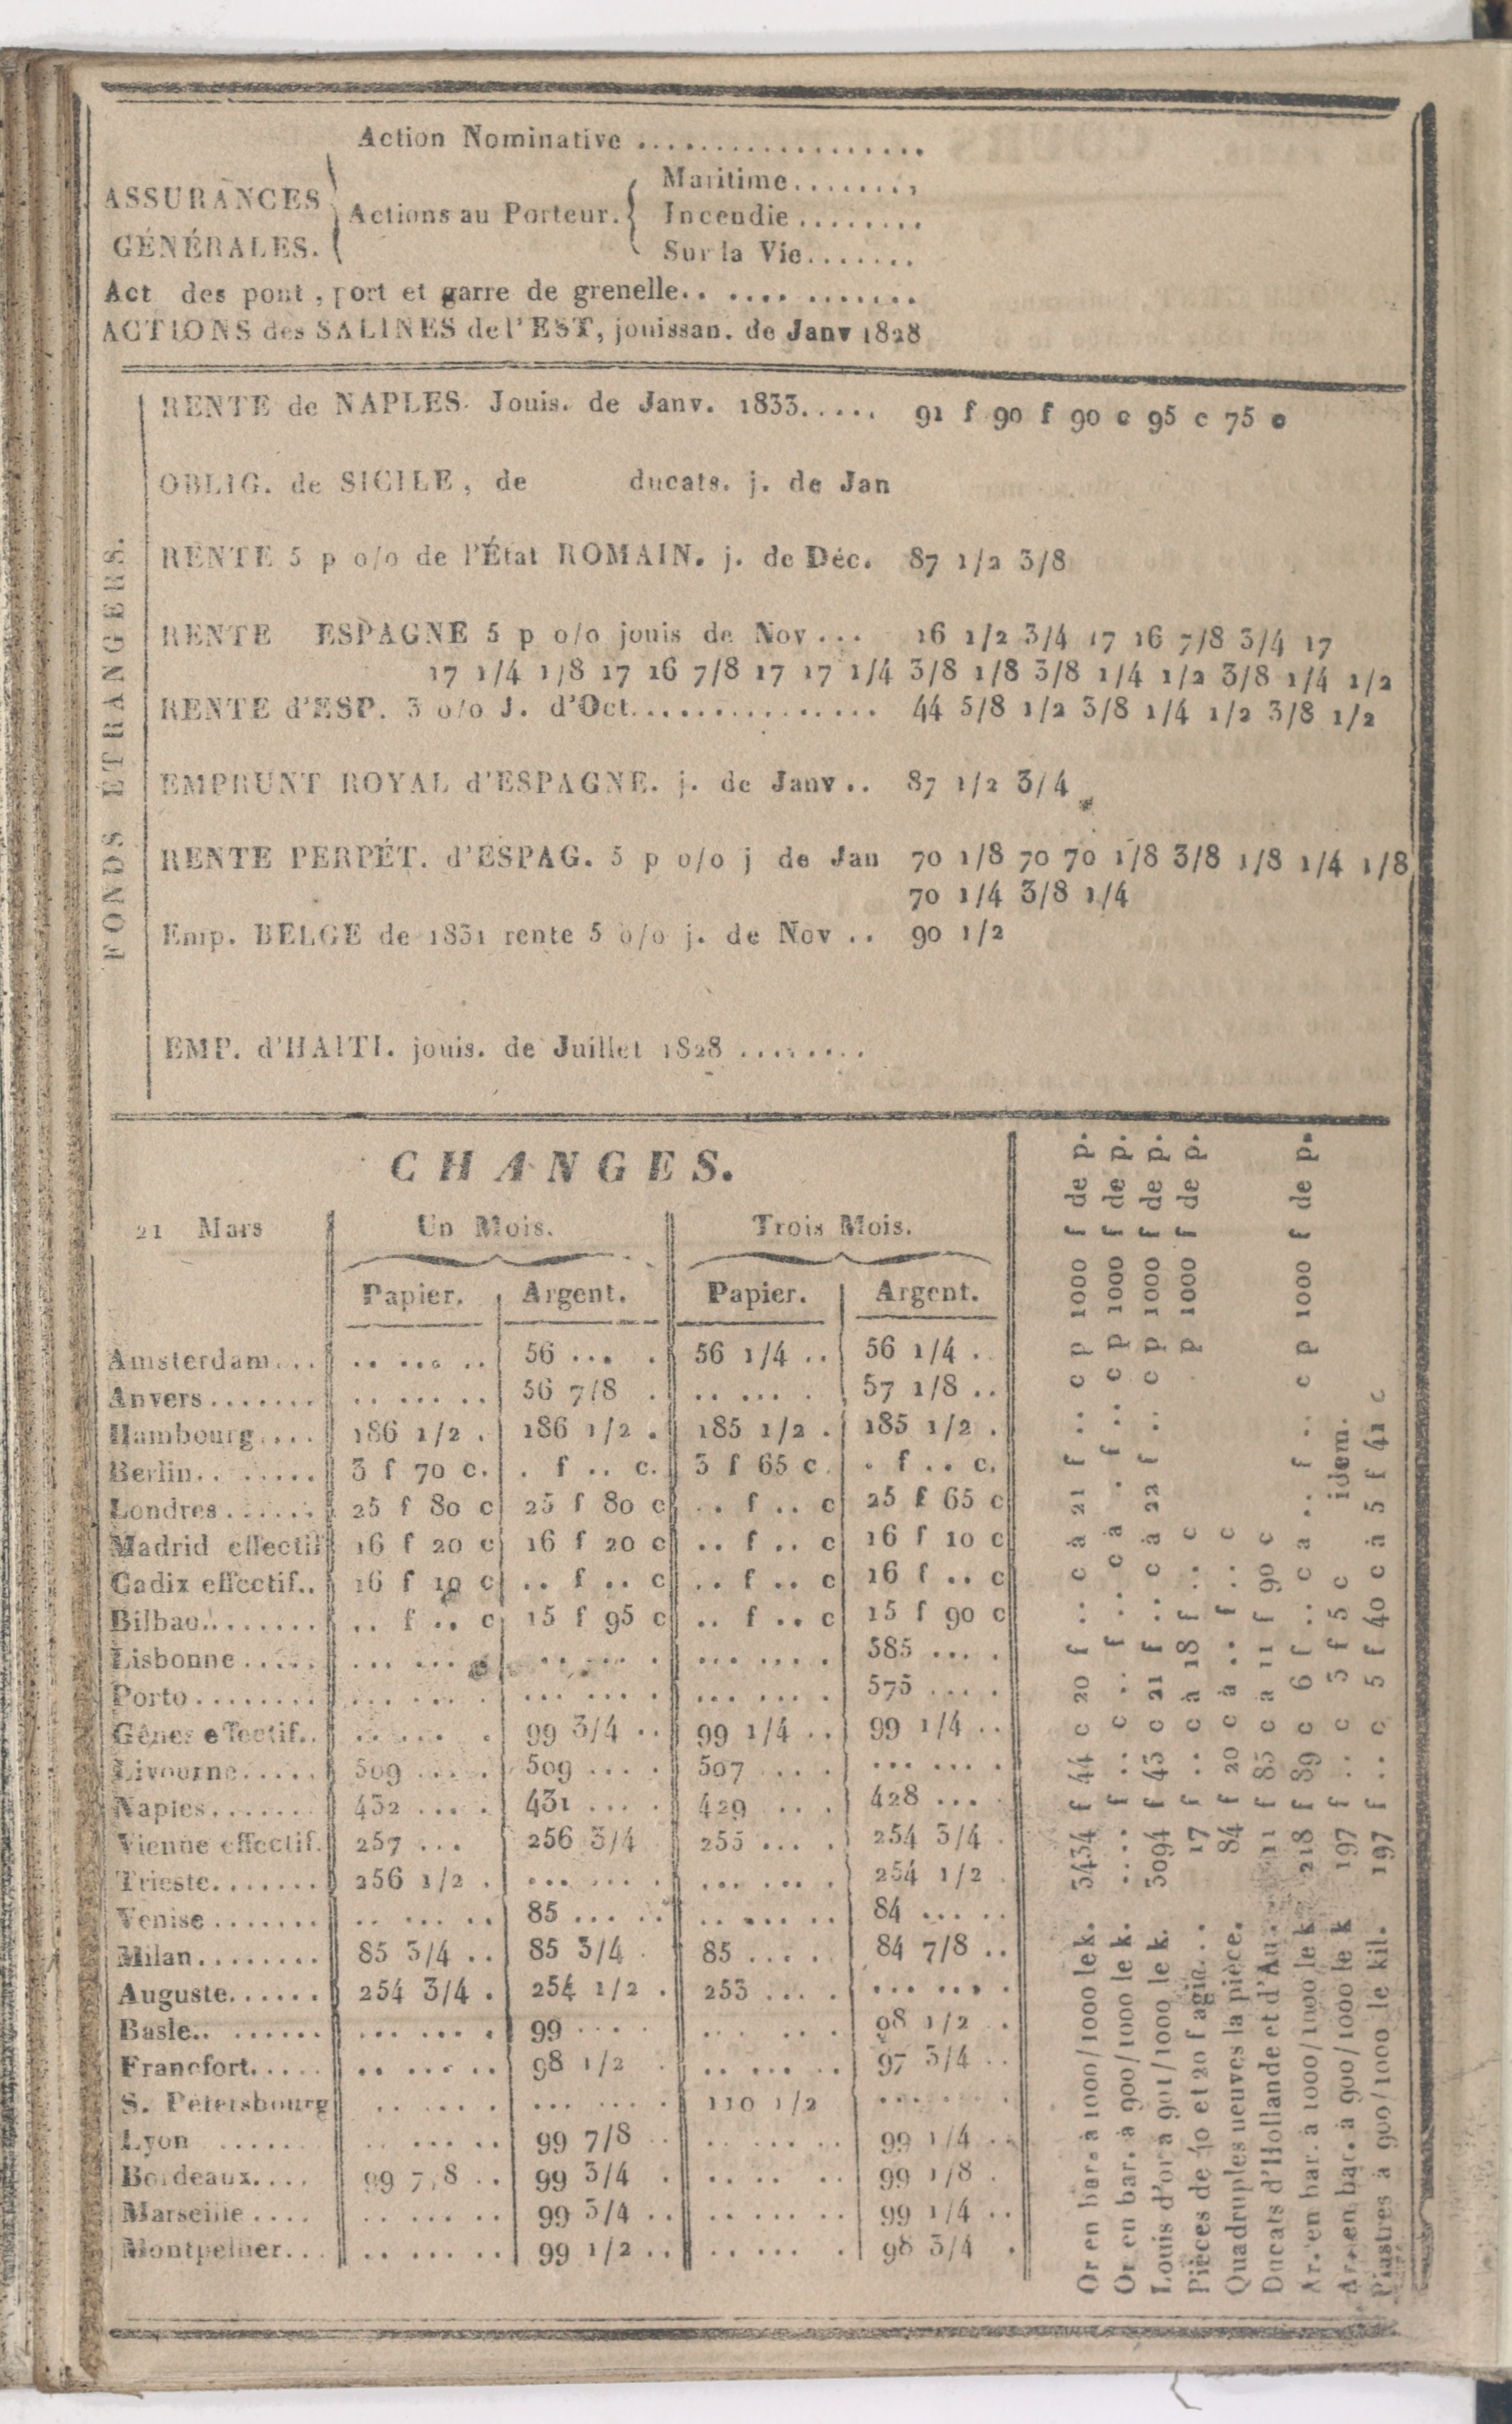 Action Nominative ..................
ASSURANCES GÉNÉRALES. Actions au Porteur.
Maritime........,
Incendie ........
Sur la Vie.......
Act des pont, port et garre de grenelle.. .... .......
ACTIONS des SALINES de l'EST, jouissan. de Janv 1828
FONDS ÉTRANGERS.
RENTE de NAPLES. Jouis. de Janv. 1833..... 91 f 90 f 90 c 95 c 75 c
OBLIG. de SICILE, de ducats. j. de Jan
RENTE 5 p o/o de l'État ROMAIN. j. de Déc. 87 1/2 3/8
RENTE ESPAGNE 5 p o/o jouis de Nov... 16 1/2 3/4 17 16 7/8 3/4 17
17 1/4 1/8 17 16 7/8 17 17 1/4 3/8 1/8 3/8 1/4 1/2 3/8 1/4 1/2
RENTE d'ESP. 3 o/o J. d'Oct................ 44 5/8 1/2 3/8 1/4 1/2 3/8 1/2
EMPRUNT ROYAL d'ESPAGNE. j. de Janv.. 87 1/2 3/4
RENTE PERPÉT. d'ESPAG. 5 p o/o j de Jan 70 1/8 70 70 1/8 3/8 1/8 1/4 1/8
70 1/4 3/8 1/4
Emp. BELGE de 1831 rente 5 o/o j. de Nov .. 90 1/2
EMP. d'HAITI. jouis. de Juillet 1828 ........
CHANGES.
21 Mars Un Mois. Trois Mois.
Papier. Argent. Papier. Argent.
Amsterdam... .. ... .. 56 ... . 56 1/4 .. 56 1/4 .
Anvers....... .. ... .. 56 7/8 . .. ... . 57 1/8 ..
Hambourg.... 186 1/2 . 186 1/2 . 185 1/2 . 185 1/2 .
Berlin.. ..... 3 f 70 c. . f .. c. 3 f 65 c. . f .. c.
Londres ...... 25 f 80 c 25 f 80 c .. f .. c 25 f 65 c
Madrid effectif 16 f 20 c 16 f 20 c .. f .. c 16 f 10 c
Cadix effectif.. 16 f 10 c .. f .. c .. f .. c 16 f .. c
Bilbao........ .. f .. c 15 f 95 c .. f .. c 15 f 90 c
Lisbonne ..... ... ... . ... ... . ... ... . 585 ... .
Porto ........ ... ... . ... ... . ... ... . 575 ... .
Gênes effectif.. .. ... . 99 3/4 .. 99 1/4 .. 99 1/4 ..
Livourne..... 509 ... . 509 ... . 507 ... . ... ... .
Naples....... 432 ... . 431 ... . 429 ... . 428 ... .
Vienne effectif. 257 ... 256 3/4 255 ... . 254 3/4 .
Trieste....... 256 1/2 . ... ... . ... ... . 254 1/2 .
Venise ....... .. ... .. 85 ... .. .. ... .. 84 ... ..
Milan........ 85 3/4 .. 85 3/4 . 85 ... .. 84 7/8 ..
Auguste...... 254 3/4 . 254 1/2 . 253 ... . ... ... .
Basle.. ...... ... ... . 99 ... . ... ... . 98 1/2 ..
Francfort..... .. ... .. 98 1/2 . .. ... .. 97 3/4 ..
S. Pétersbourg .. ... . ... ... . 110 1/2 ... ... .
Lyon ....... .. ... .. 99 7/8 .. .. ... .. 99 1/4 ..
Bordeaux.... 99 7/8 .. 99 3/4 . .. ... .. 99 1/8 .
Marseille .... .. ... .. 99 3/4 .. .. ... .. 99 1/4 ..
Montpellier... .. ... .. 99 1/2 .. .. ... . 98 3/4 .
Or en bar. à 1000/1000 le k. 3434 f 44 c 20 f .. c à 21 f .. c p 1000 f de p.
Or en bar. à 900/1000 le k. .... f .. c .. f .. c à . f .. c p 1000 f de p.
Louis d'or à 901/1000 le k. 3094 f 43 c 21 f .. c à 22 f .. c p 1000 f de p.
Pièces de 40 et 20 f agio... 17 f .. c à 18 f .. c p 1000 f de p.
Quadruples neuves la pièce. 84 f 20 c à .. f .. c
Ducats d'Hollande et d'Au.. 11 f 85 c à 11 f 90 c
Ar. en bar. à 1000/1000 le k 218 f 89 c 6 f .. c a .. f .. c p 1000 f de p.
Ar. en bar. à 900/1000 le k 197 f .. c 3 f 5 c idem.
Piastres à 900/1000 le kil. 197 f .. c 5 f 40 c à 5 f 41 c